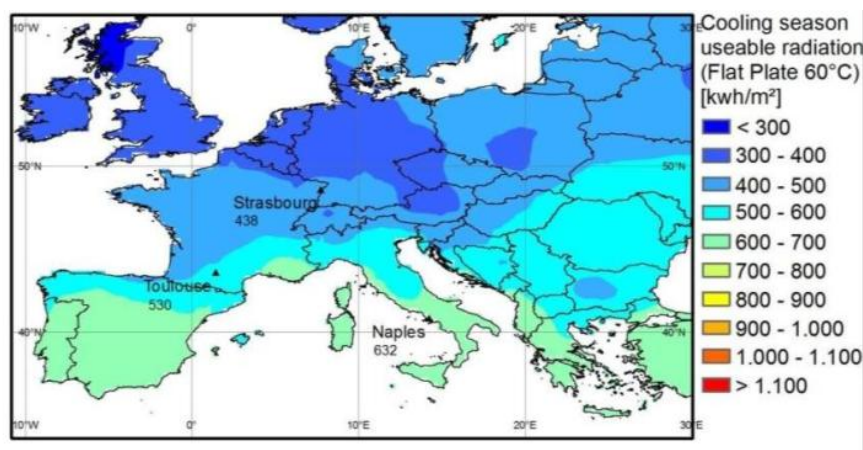 10°W 0° 10°E 20°E 30°E
50°N 50°N
Strasbourg
438
Toulouse
530
40°N 40°N
Naples
632
10°W 0° 10°E 20°E 30°E
Cooling season
useable radiation
(Flat Plate 60°C)
[kwh/m²]
< 300
300 - 400
400 - 500
500 - 600
600 - 700
700 - 800
800 - 900
900 - 1.000
1.000 - 1.100
> 1.100